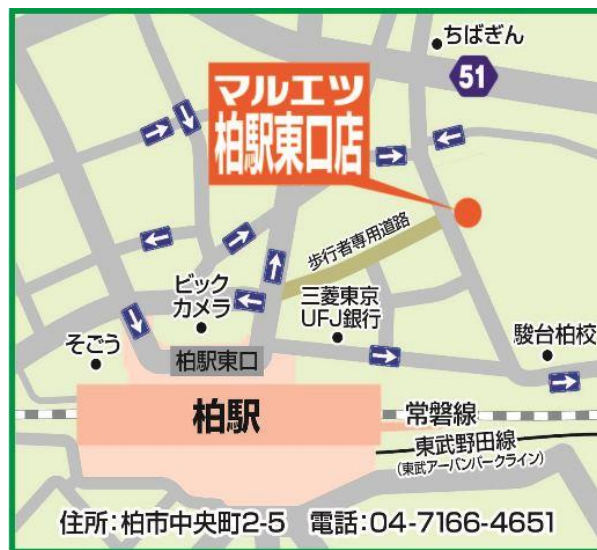 ちばぎん
51
マルエツ
柏駅東口店
歩行者専用道路
ビック
カメラ
三菱東京
UFJ銀行
そごう
柏駅東口
駿台柏校
柏駅
常磐線
東武野田線
(東武アーバンパークライン)
住所:柏市中央町2-5 電話:04-7166-4651